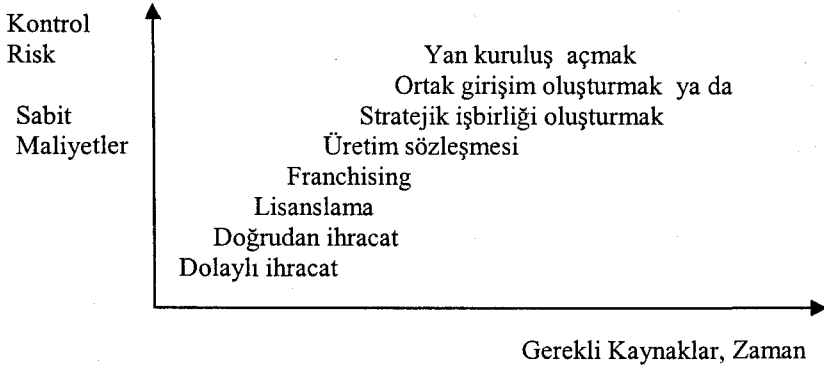 Kontrol
Risk Yan kuruluş açmak
Ortak girişim oluşturmak ya da
Sabit Stratejik işbirliği oluşturmak
Maliyetler Üretim sözleşmesi
Franchising
Lisanslama
Doğrudan ihracat
Dolaylı ihracat
Gerekli Kaynaklar, Zaman